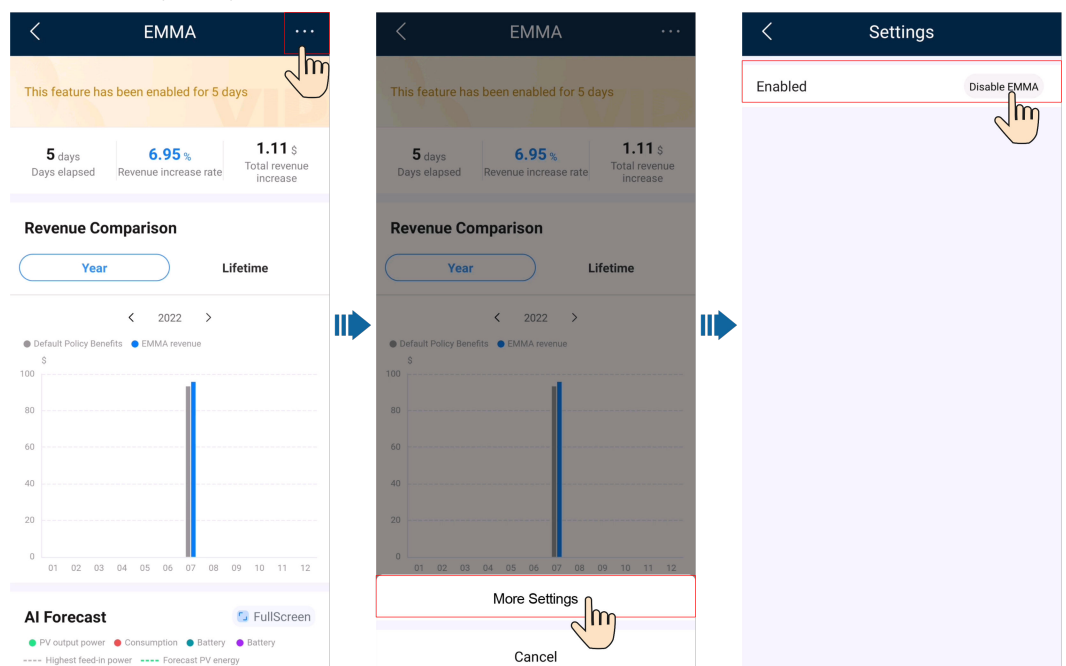 EMMA
This feature has been enabled for 5 days
5 days
Days elapsed
6.95 %
Revenue increase rate
1.11 $
Total revenue
increase
Revenue Comparison
Year
Lifetime
2022
Default Policy Benefits
EMMA revenue
$
100
80
60
40
20
0
01 02 03 04 05 06 07 08 09 10 11 12
AI Forecast
FullScreen
PV output power
Consumption
Battery
Battery
Highest feed-in power
Forecast PV energy
EMMA
This feature has been enabled for 5 days
5 days
Days elapsed
6.95 %
Revenue increase rate
1.11 $
Total revenue
increase
Revenue Comparison
Year
Lifetime
2022
Default Policy Benefits
EMMA revenue
$
100
80
60
40
20
0
01 02 03 04 05 06 07 08 09 10 11 12
More Settings
Cancel
Settings
Enabled
Disable EMMA